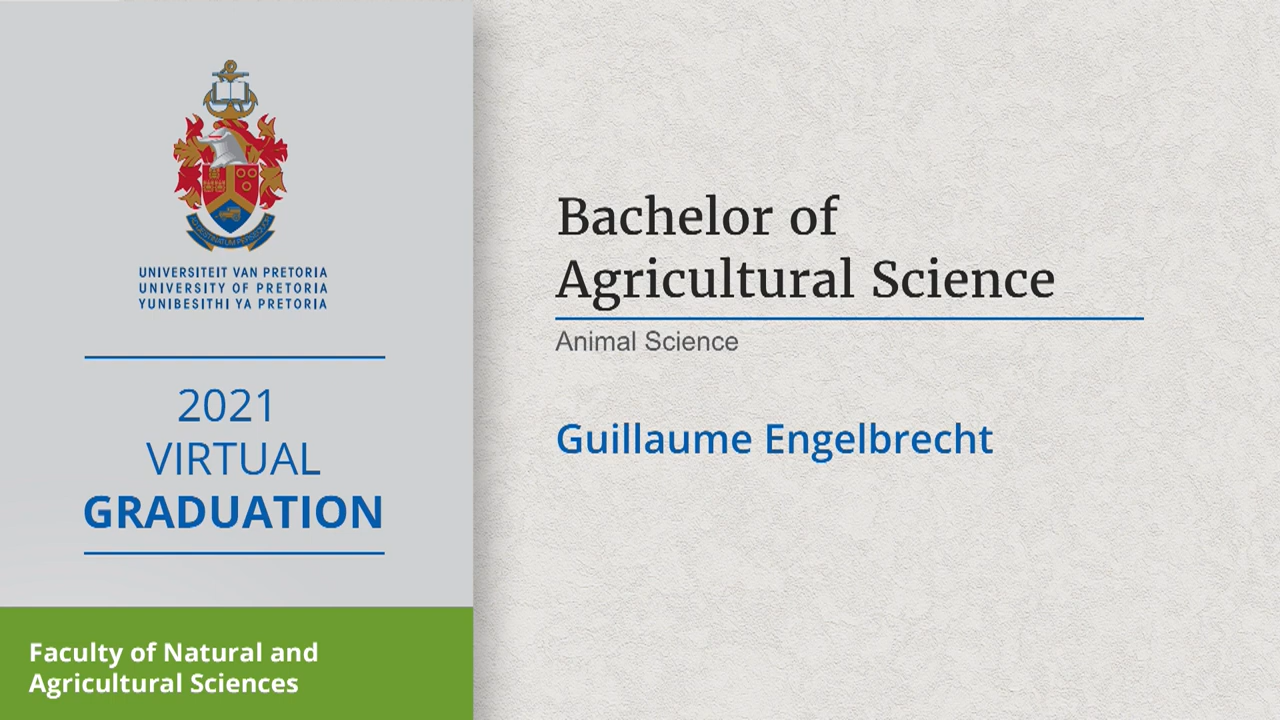 UNIVERSITEIT VAN PRETORIA
UNIVERSITY OF PRETORIA
YUNIBESITHI YA PRETORIA
2021
VIRTUAL
GRADUATION
Faculty of Natural and
Agricultural Sciences
Bachelor of
Agricultural Science
Animal Science
Guillaume Engelbrecht